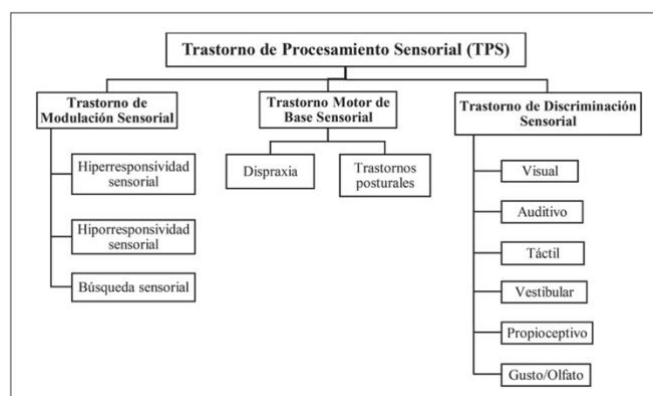 Trastorno de Procesamiento Sensorial (TPS)
Trastorno de
Modulación Sensorial
Trastorno Motor de
Base Sensorial
Trastorno de Discriminación
Sensorial
Hiperresponsividad
sensorial
Hiporresponsividad
sensorial
Búsqueda sensorial
Dispraxia
Trastornos
posturales
Visual
Auditivo
Táctil
Vestibular
Propioceptivo
Gusto/Olfato